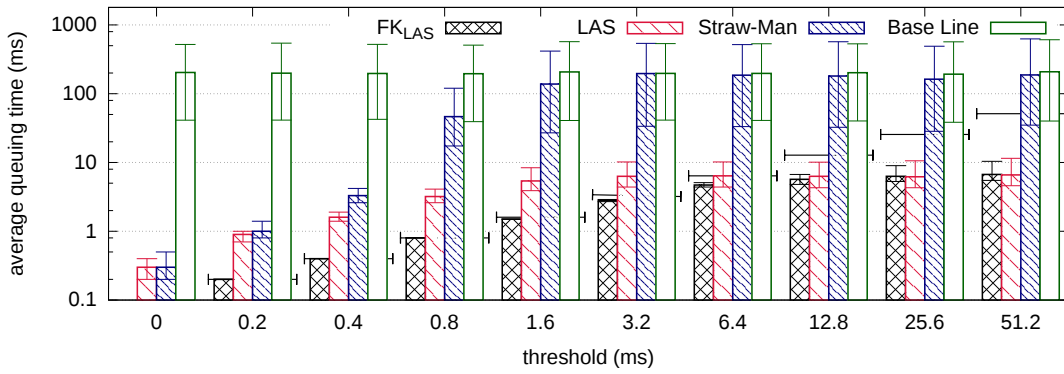 FK_LAS LAS Straw-Man Base Line
average queuing time (ms)
1000
100
10
1
0.1
0 0.2 0.4 0.8 1.6 3.2 6.4 12.8 25.6 51.2
threshold (ms)